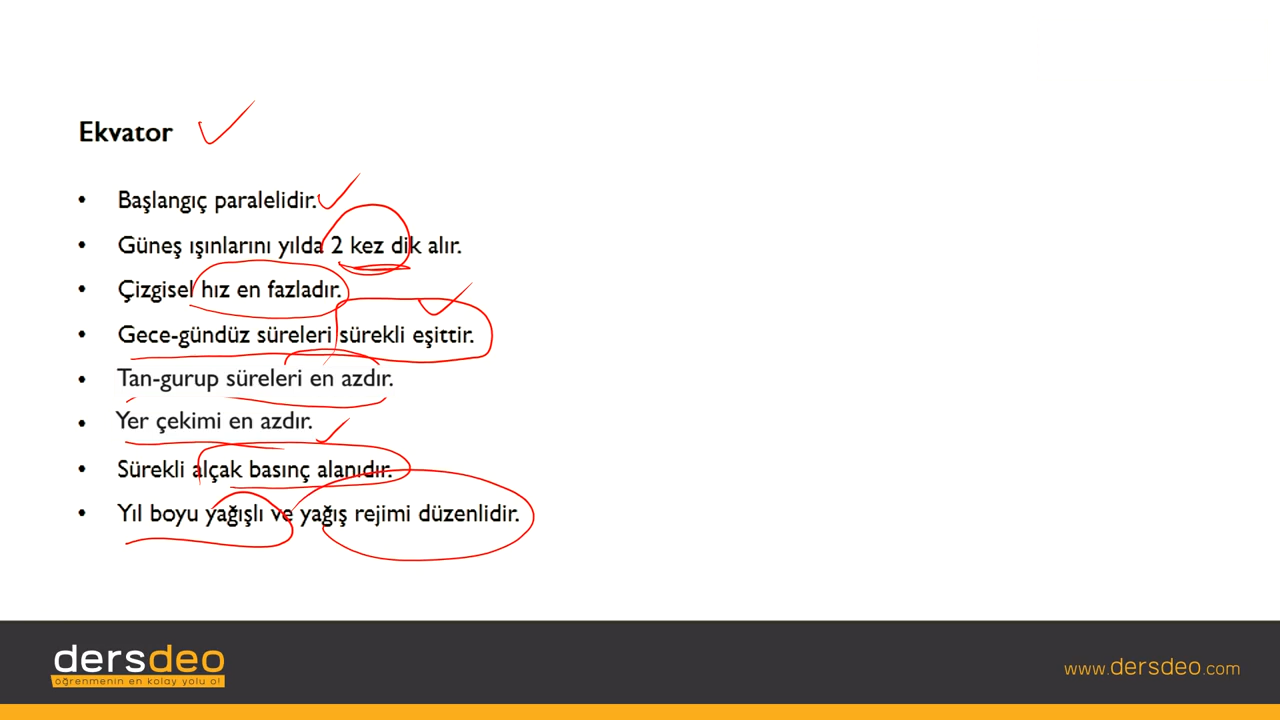 Ekvator
• Başlangıç paralelidir.
• Güneş ışınlarını yılda 2 kez dik alır.
• Çizgisel hız en fazladır.
• Gece-gündüz süreleri sürekli eşittir.
• Tan-gurup süreleri en azdır.
• Yer çekimi en azdır.
• Sürekli alçak basınç alanıdır.
• Yıl boyu yağışlı ve yağış rejimi düzenlidir.
dersdeo
öğrenmenin en kolay yolu o!
www.dersdeo.com